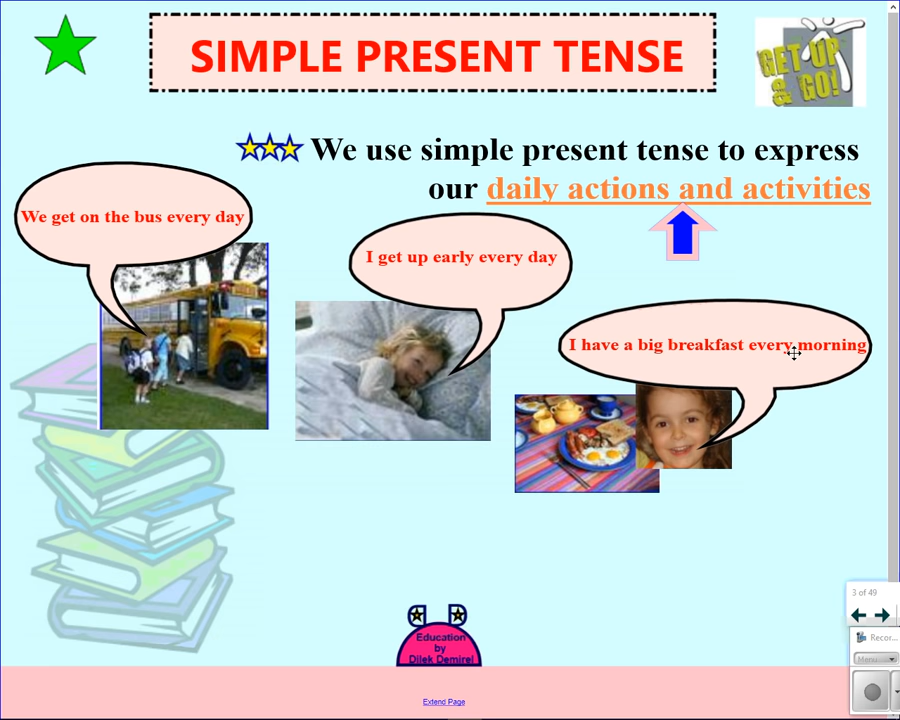 SIMPLE PRESENT TENSE
GET UP
& GO!
We use simple present tense to express
our daily actions and activities
We get on the bus every day
I get up early every day
I have a big breakfast every morning
3 of 49
Recor...
Menu...
Education
by
Dilek Demirel
Extend Page